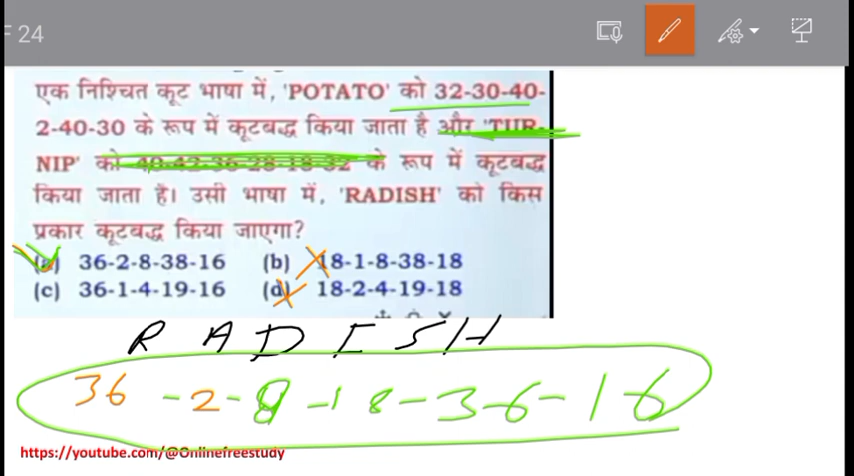 F 24
एक निश्चित कूट भाषा में, 'POTATO' को 32-30-40-
2-40-30 के रूप में कूटबद्ध किया जाता है और 'TUR-
NIP' को 40-42-36-28-18-32 के रूप में कूटबद्ध
किया जाता है। उसी भाषा में, 'RADISH' को किस
प्रकार कूटबद्ध किया जाएगा?
(a) 36-2-8-38-16 (b) 18-1-8-38-18
(c) 36-1-4-19-16 (d) 18-2-4-19-18
R A D I S H
36 - 2 - 8 - 18 - 3-6 - 16
https://youtube.com/@Onlinefreestudy